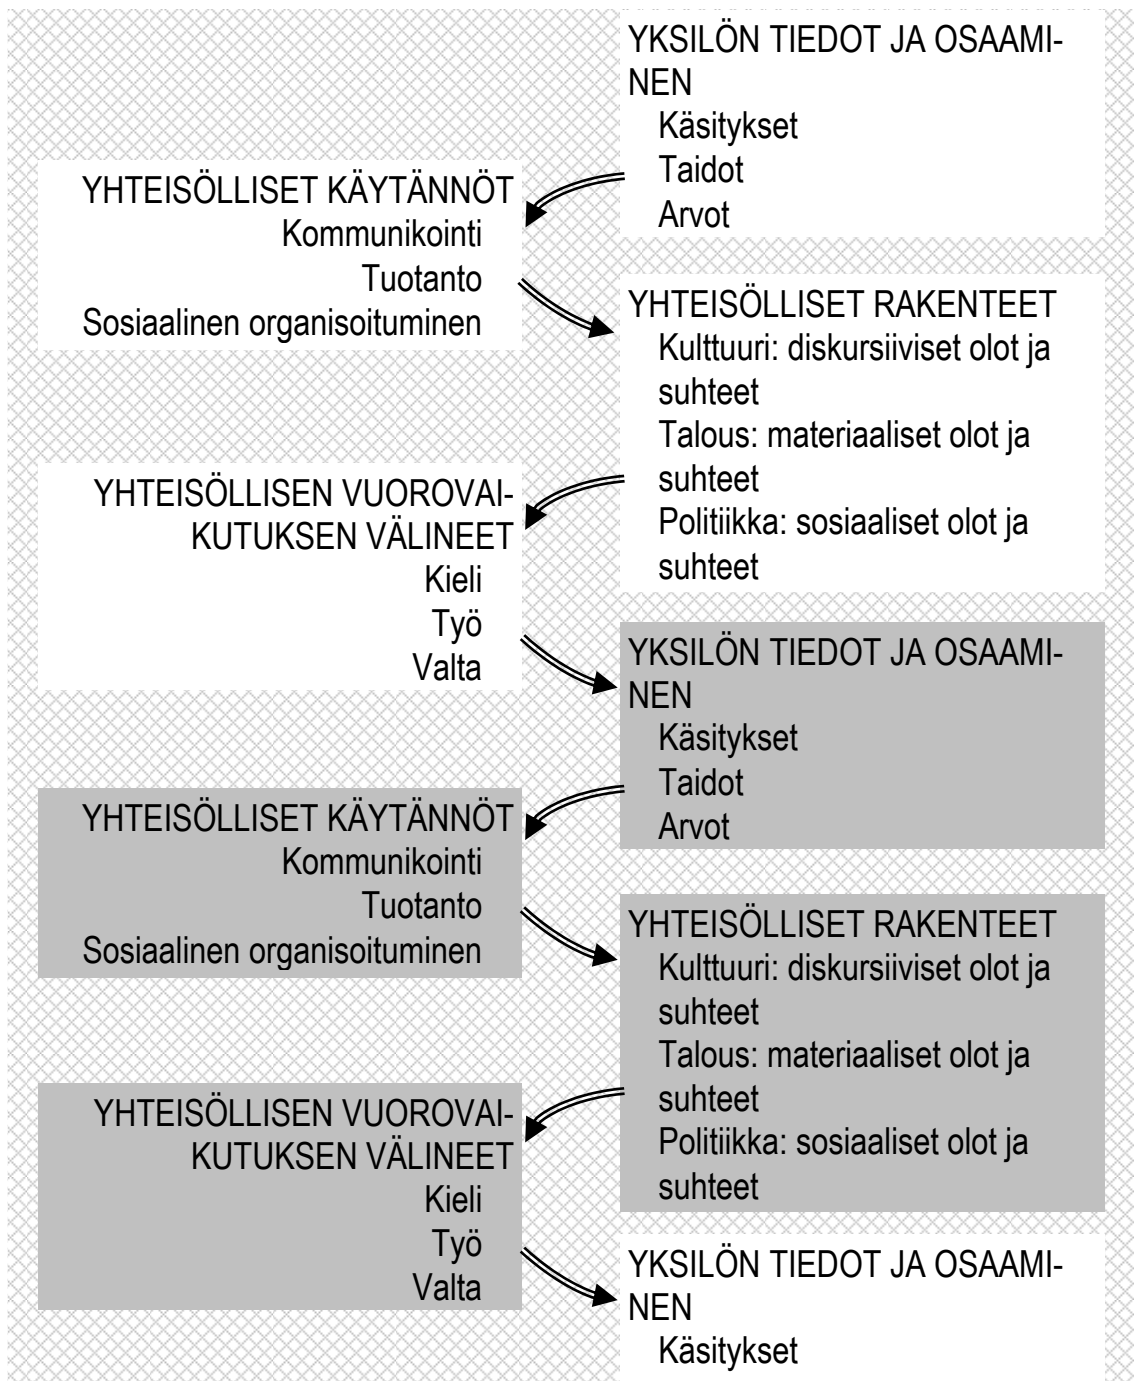 YKSILÖN TIEDOT JA OSAAMI-
NEN
Käsitykset
Taidot
Arvot
YHTEISÖLLISET KÄYTÄNNÖT
Kommunikointi
Tuotanto
Sosiaalinen organisoituminen
YHTEISÖLLISET RAKENTEET
Kulttuuri: diskursiiviset olot ja
suhteet
Talous: materiaaliset olot ja
suhteet
Politiikka: sosiaaliset olot ja
suhteet
YHTEISÖLLISEN VUOROVAI-
KUTUKSEN VÄLINEET
Kieli
Työ
Valta
YKSILÖN TIEDOT JA OSAAMI-
NEN
Käsitykset
Taidot
Arvot
YHTEISÖLLISET KÄYTÄNNÖT
Kommunikointi
Tuotanto
Sosiaalinen organisoituminen
YHTEISÖLLISET RAKENTEET
Kulttuuri: diskursiiviset olot ja
suhteet
Talous: materiaaliset olot ja
suhteet
Politiikka: sosiaaliset olot ja
suhteet
YHTEISÖLLISEN VUOROVAI-
KUTUKSEN VÄLINEET
Kieli
Työ
Valta
YKSILÖN TIEDOT JA OSAAMI-
NEN
Käsitykset